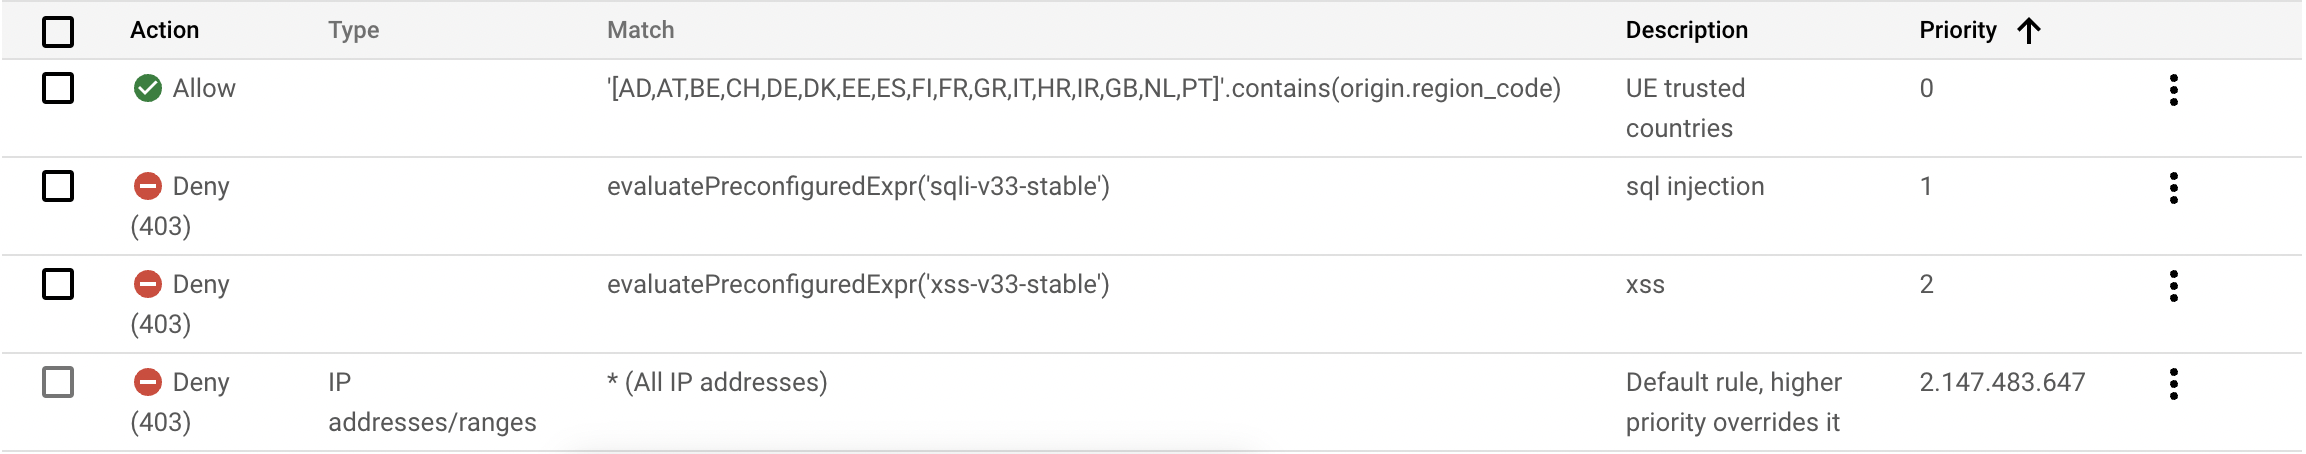 Action Type Match Description Priority
Allow '[AD,AT,BE,CH,DE,DK,EE,ES,FI,FR,GR,IT,HR,IR,GB,NL,PT]'.contains(origin.region_code) UE trusted 0
countries
Deny evaluatePreconfiguredExpr('sqli-v33-stable') sql injection 1
(403)
Deny evaluatePreconfiguredExpr('xss-v33-stable') xss 2
(403)
Deny IP * (All IP addresses) Default rule, higher 2.147.483.647
(403) addresses/ranges priority overrides it